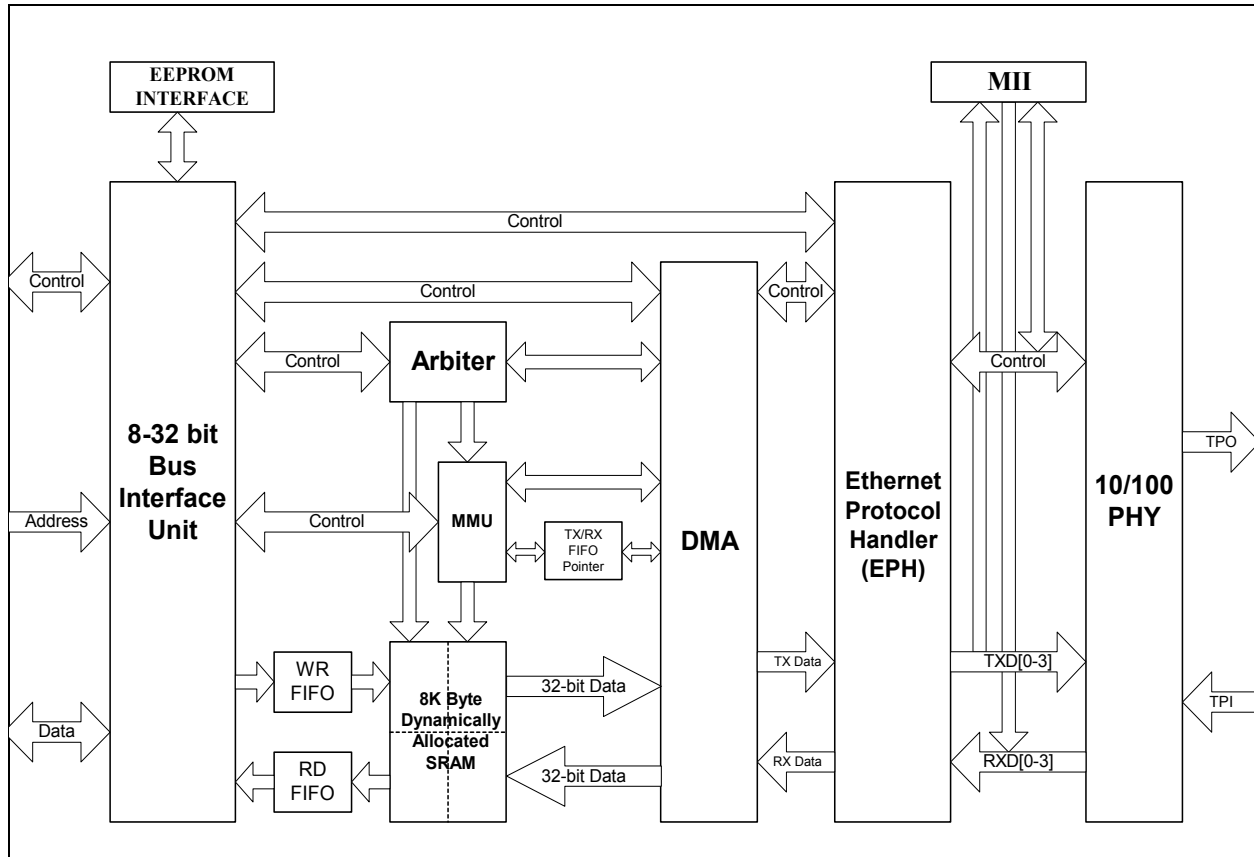 EEPROM
INTERFACE
MII
Control
Control
Control
Control
Control
Arbiter
Control
8-32 bit
Bus
Interface
Unit
TPO
Ethernet
Protocol
Handler
(EPH)
10/100
PHY
Address
Control
MMU
TX/RX
FIFO
Pointer
DMA
WR
FIFO
8K Byte
Dynamically
Allocated
SRAM
32-bit Data
TX Data
TXD[0-3]
Data
TPI
RD
FIFO
32-bit Data
RX Data
RXD[0-3]